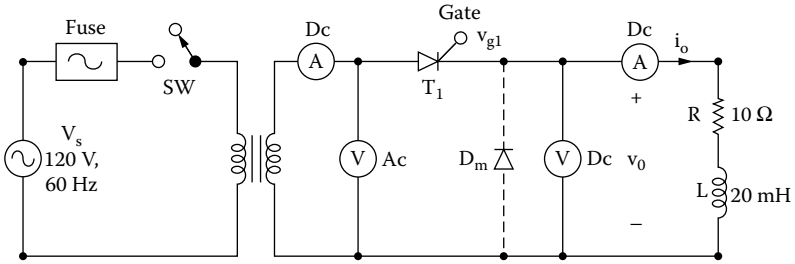 Fuse
SW
V_s
120 V,
60 Hz
Dc
A
V
Ac
Gate
v_g1
T_1
D_m
V
Dc
Dc
A
i_o
+
v_0
−
R
10 Ω
L
20 mH